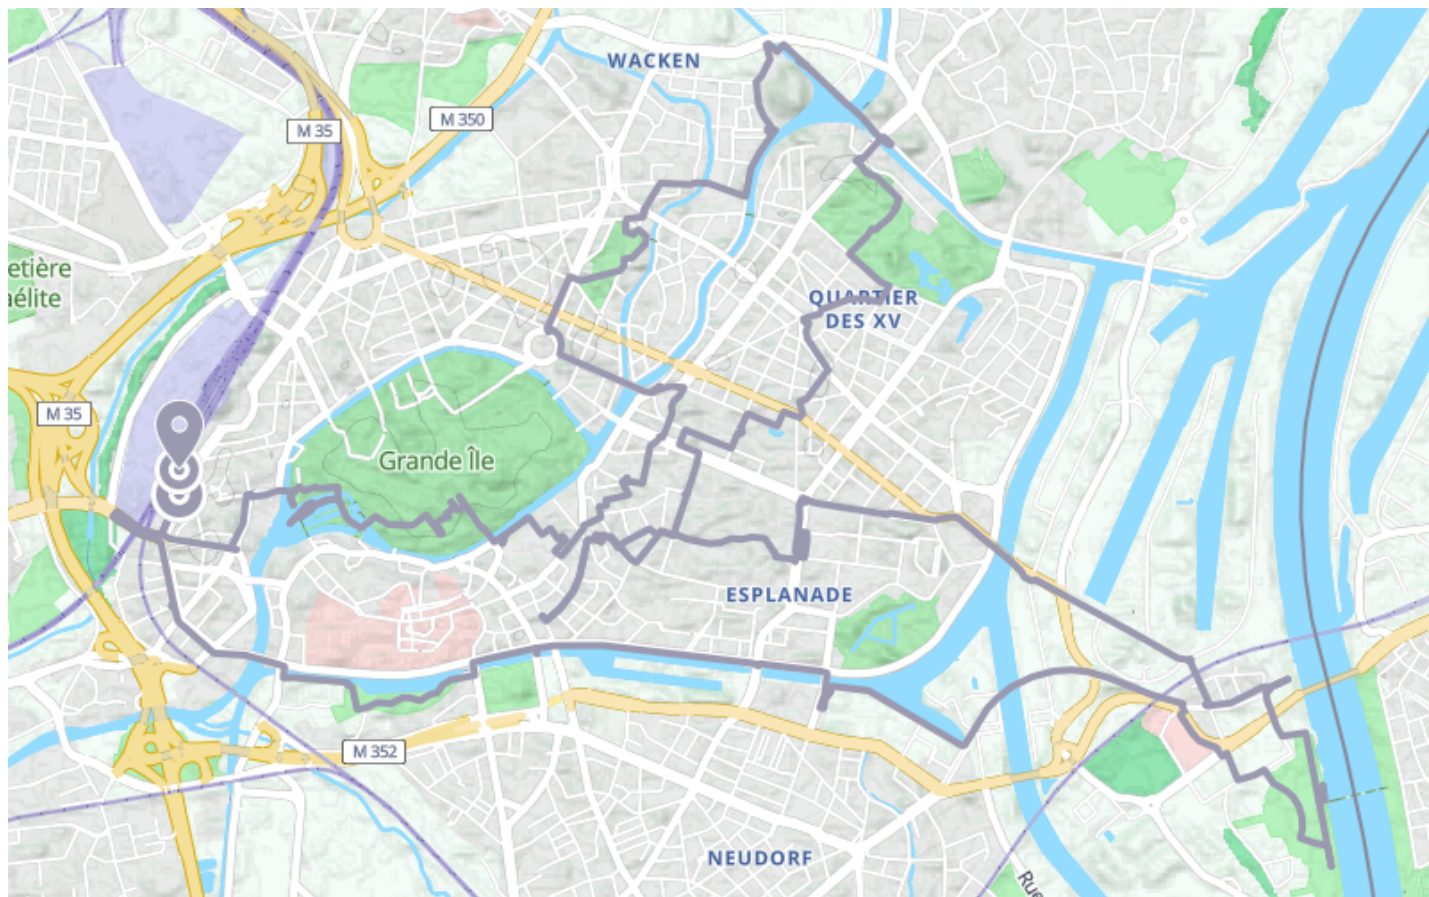 WACKEN
M 350
M 35
etière
aélite
QUARTIER
DES XV
M 35
Grande Île
ESPLANADE
M 352
NEUDORF
Rue